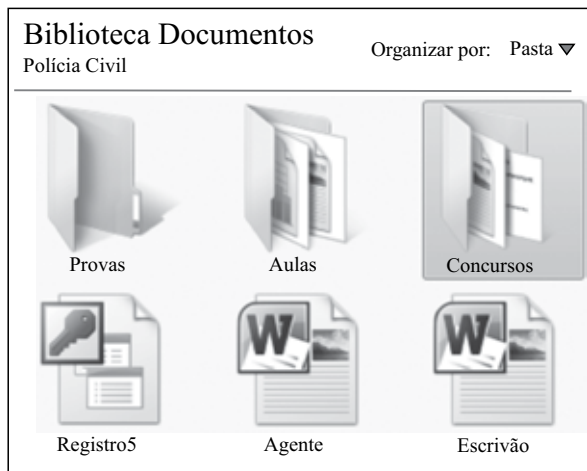 Biblioteca Documentos
Polícia Civil
Organizar por: Pasta
Provas
Aulas
Concursos
Registro5
Agente
Escrivão